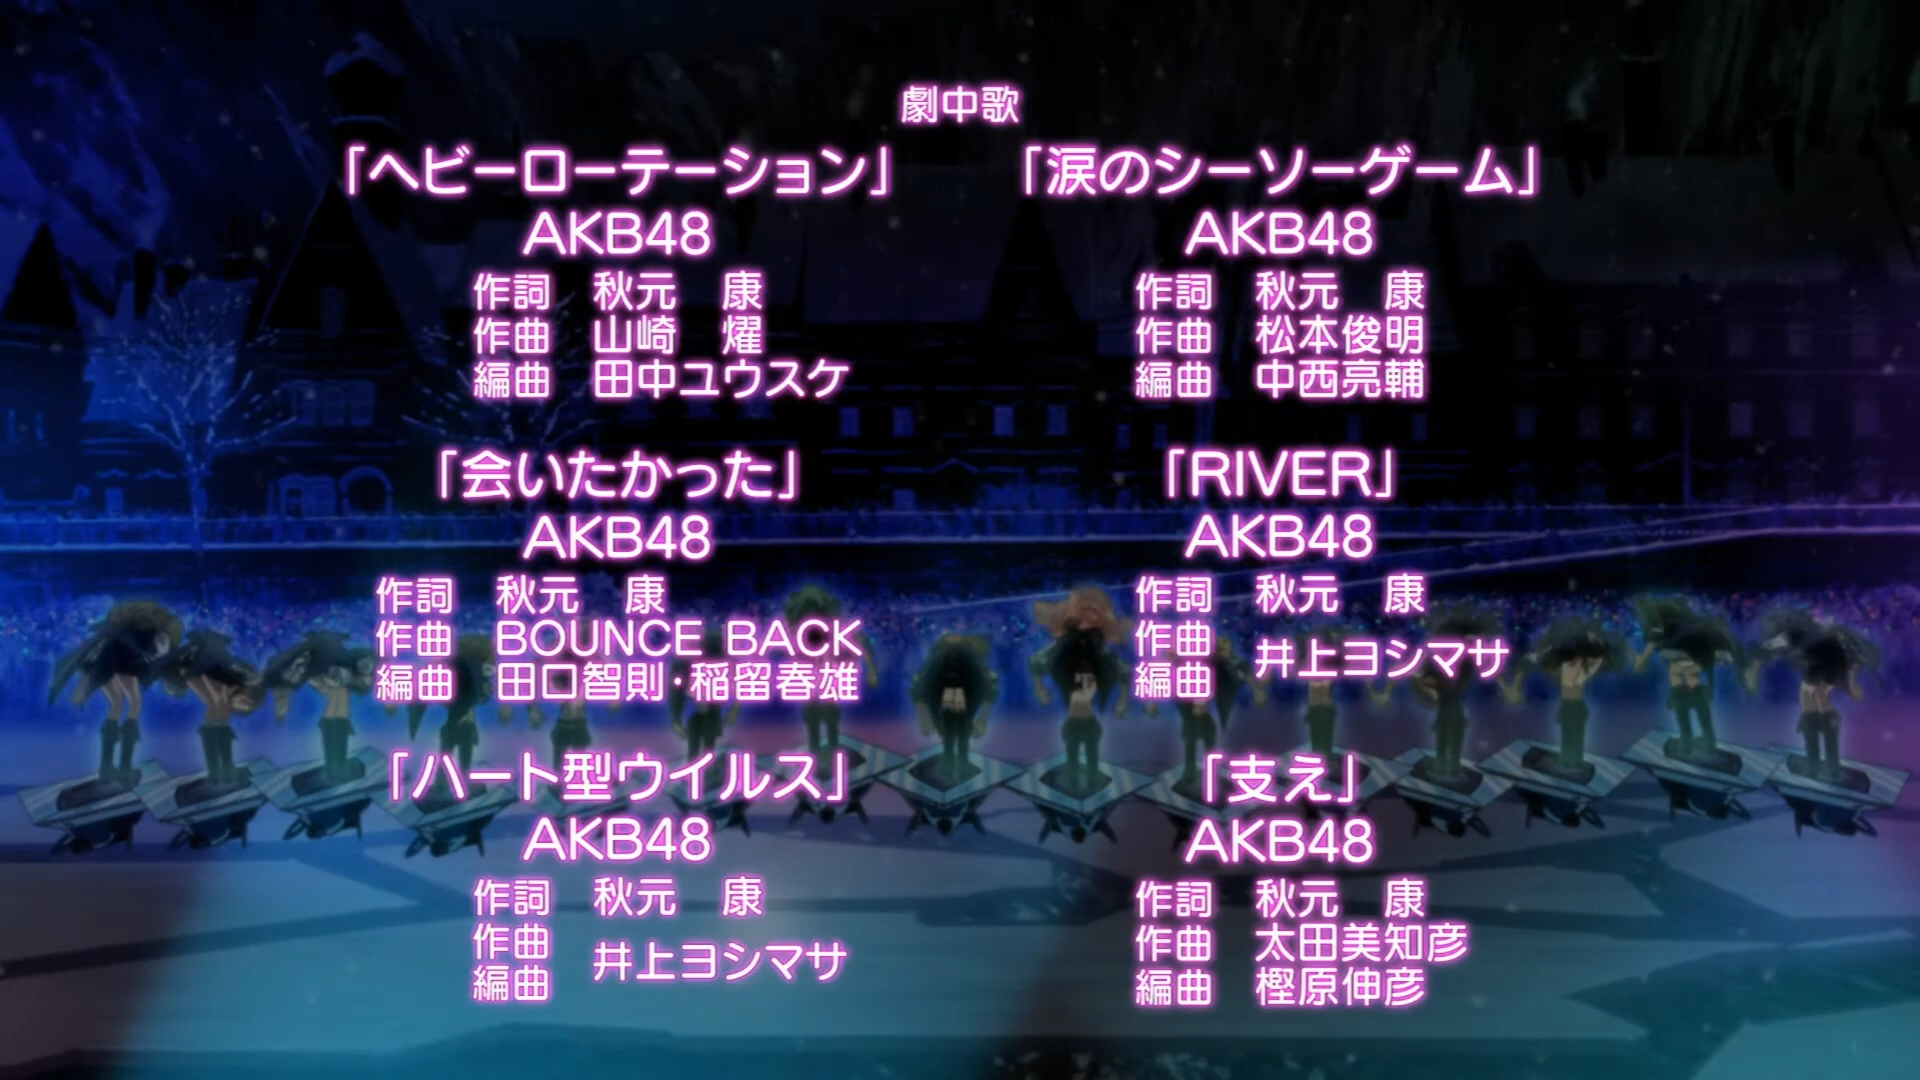 劇中歌
「ヘビーローテーション」
AKB48
作詞 秋元 康
作曲 山崎 燿
編曲 田中ユウスケ
「涙のシーソーゲーム」
AKB48
作詞 秋元 康
作曲 松本俊明
編曲 中西亮輔
「会いたかった」
AKB48
作詞 秋元 康
作曲 BOUNCE BACK
編曲 田口智則・稲留春雄
「RIVER」
AKB48
作詞 秋元 康
作曲
編曲 井上ヨシマサ
「ハート型ウイルス」
AKB48
作詞 秋元 康
作曲
編曲 井上ヨシマサ
「支え」
AKB48
作詞 秋元 康
作曲 太田美知彦
編曲 樫原伸彦